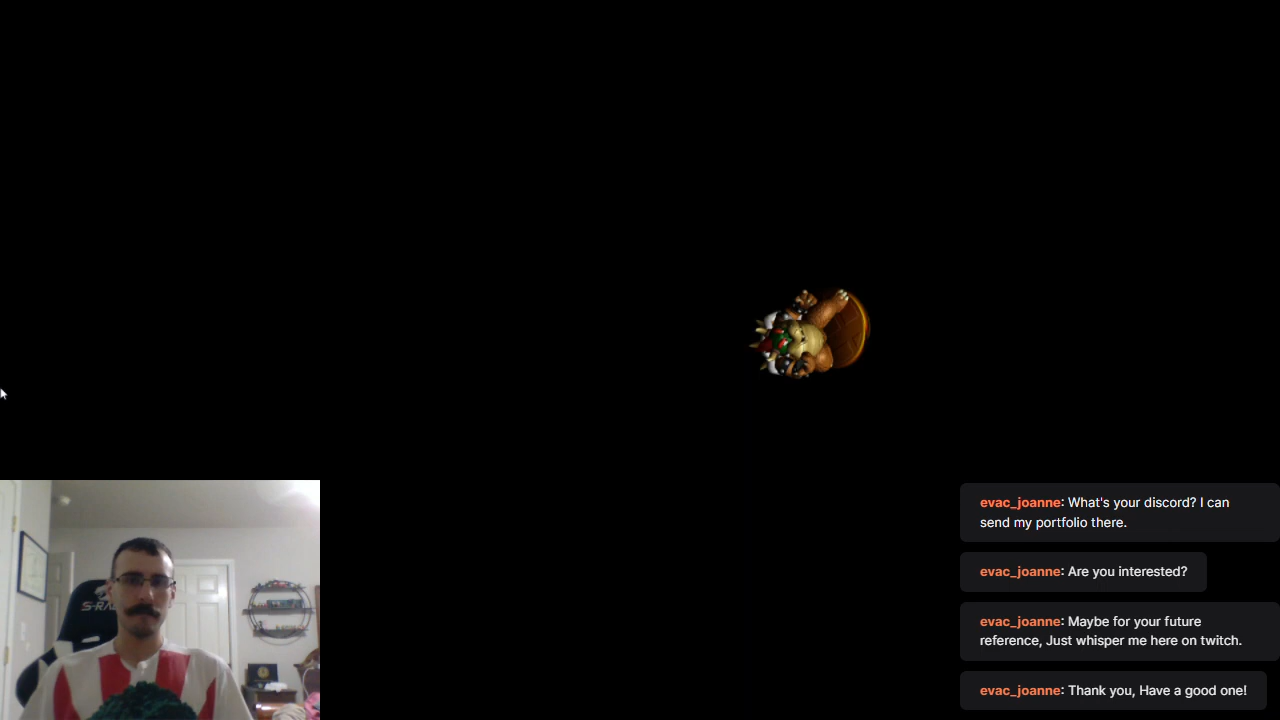 evac_joanne: What's your discord? I can
send my portfolio there.
evac_joanne: Are you interested?
evac_joanne: Maybe for your future
reference, Just whisper me here on twitch.
evac_joanne: Thank you, Have a good one!